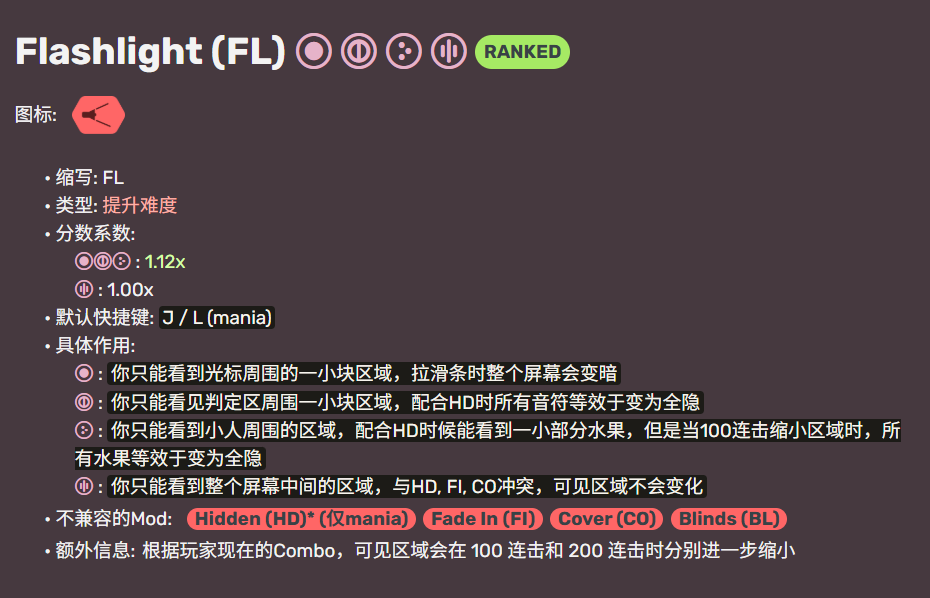 Flashlight (FL) RANKED
图标:
• 缩写: FL
• 类型: 提升难度
• 分数系数:
: 1.12x
: 1.00x
• 默认快捷键: J / L (mania)
• 具体作用:
: 你只能看到光标周围的一小块区域，拉滑条时整个屏幕会变暗
: 你只能看见判定区周围一小块区域，配合HD时所有音符等效于变为全隐
: 你只能看到小人周围的区域，配合HD时候能看到一小部分水果，但是当100连击缩小区域时，所
有水果等效于变为全隐
: 你只能看到整个屏幕中间的区域，与HD, FI, CO冲突，可见区域不会变化
• 不兼容的Mod: Hidden (HD)* (仅mania) Fade In (FI) Cover (CO) Blinds (BL)
• 额外信息: 根据玩家现在的Combo，可见区域会在 100 连击和 200 连击时分别进一步缩小